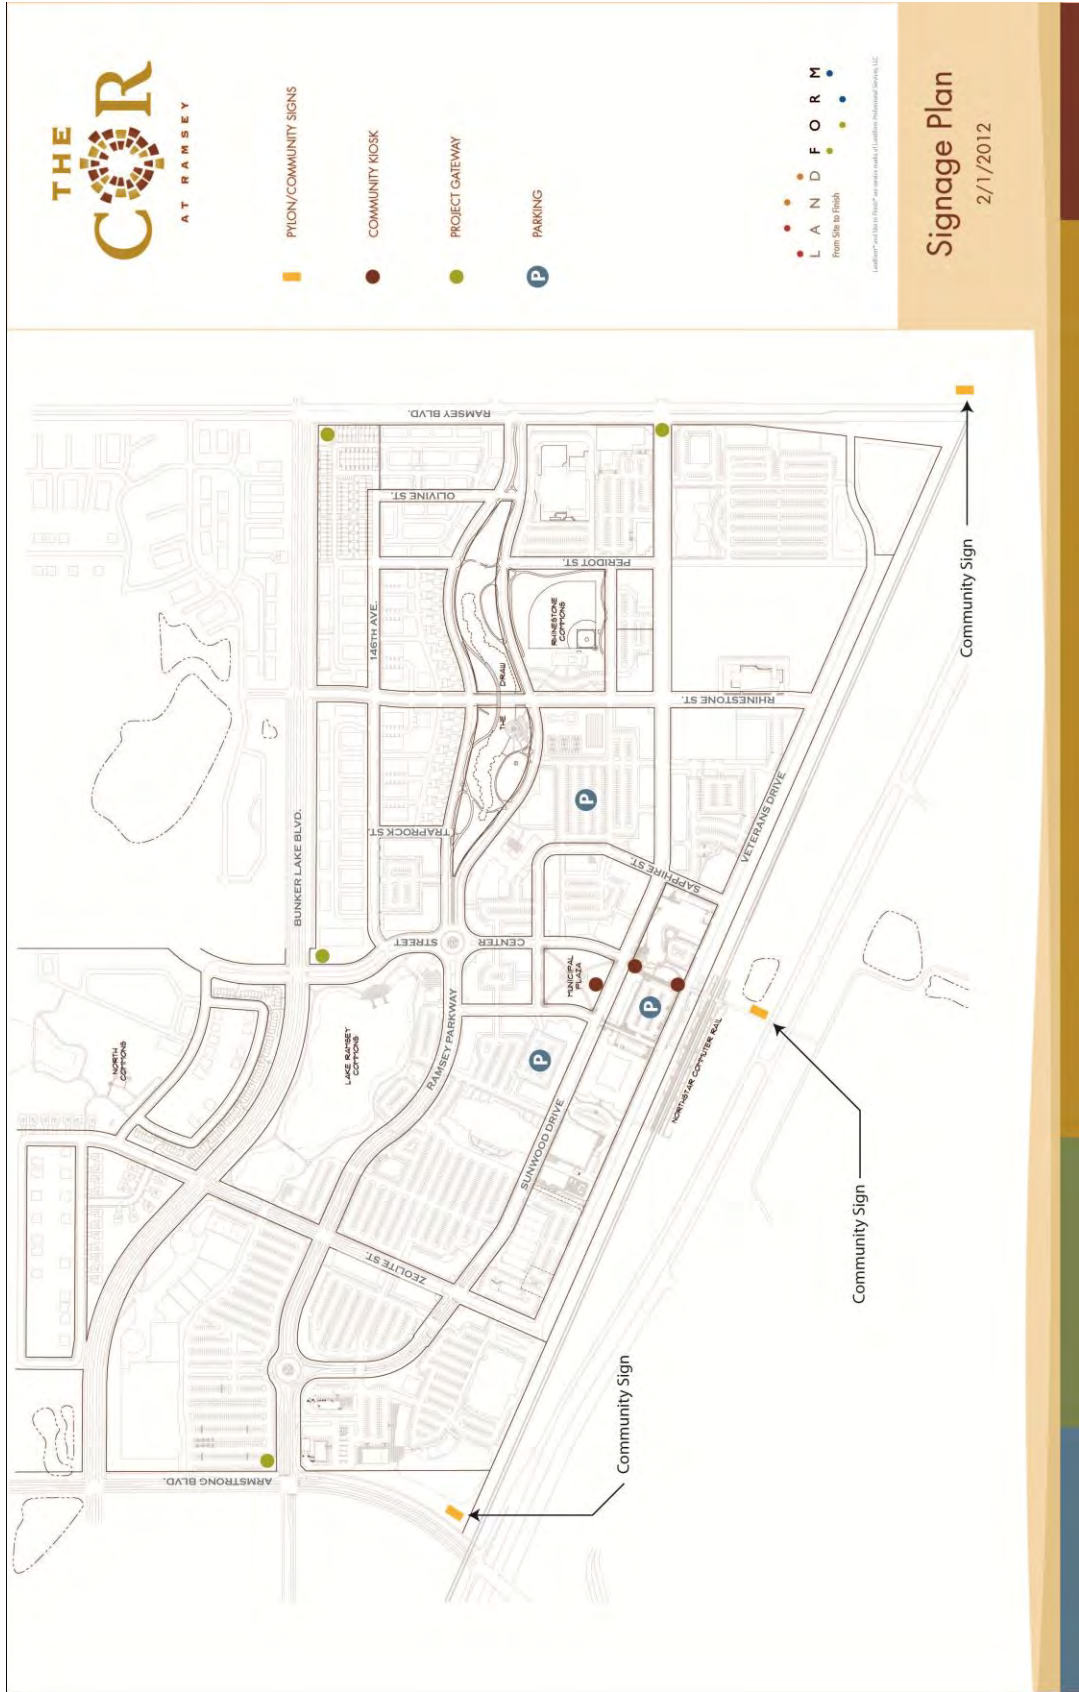 THE
COR
AT RAMSEY
PYLON/COMMUNITY SIGNS
COMMUNITY KIOSK
PROJECT GATEWAY
P
PARKING
LANDFORM
From Site to Finish
Signage Plan
2/1/2012
RAMSEY BLVD.
OLIVINE ST.
PERIDOT ST.
146TH AVE.
RHINESTONE
COMMONS
THE DRAW
RHINESTONE ST.
BUNKER LAKE BLVD.
TRAPROCK ST.
P
VETERANS DRIVE
SAPPHIRE ST.
CENTER STREET
MUNICIPAL
PLAZA
P
P
NORTH
COMMONS
LAKE RAMSEY
COMMONS
RAMSEY PARKWAY
SUNWOOD DRIVE
NORTHSTAR COMMUTER RAIL
ZEOLITE ST.
ARMSTRONG BLVD.
Community Sign
Community Sign
Community Sign